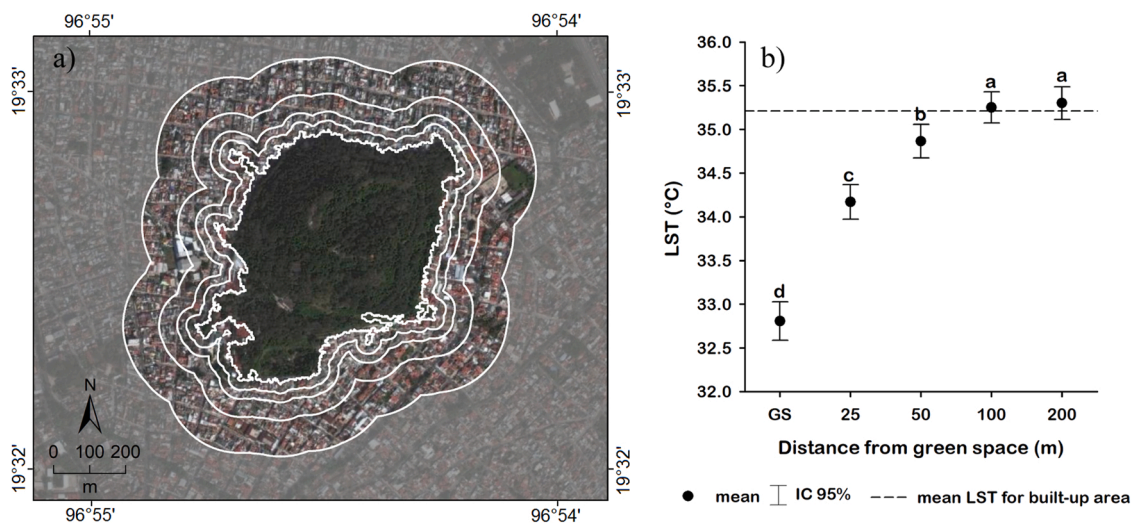 96°55'
96°54'
a)
19°33'
19°33'
N
0 100 200
m
19°32'
19°32'
96°55'
96°54'
b)
36.0
35.5
35.0
34.5
34.0
33.5
33.0
32.5
32.0
LST (°C)
d
c
b
a
a
GS 25 50 100 200
Distance from green space (m)
mean IC 95% mean LST for built-up area